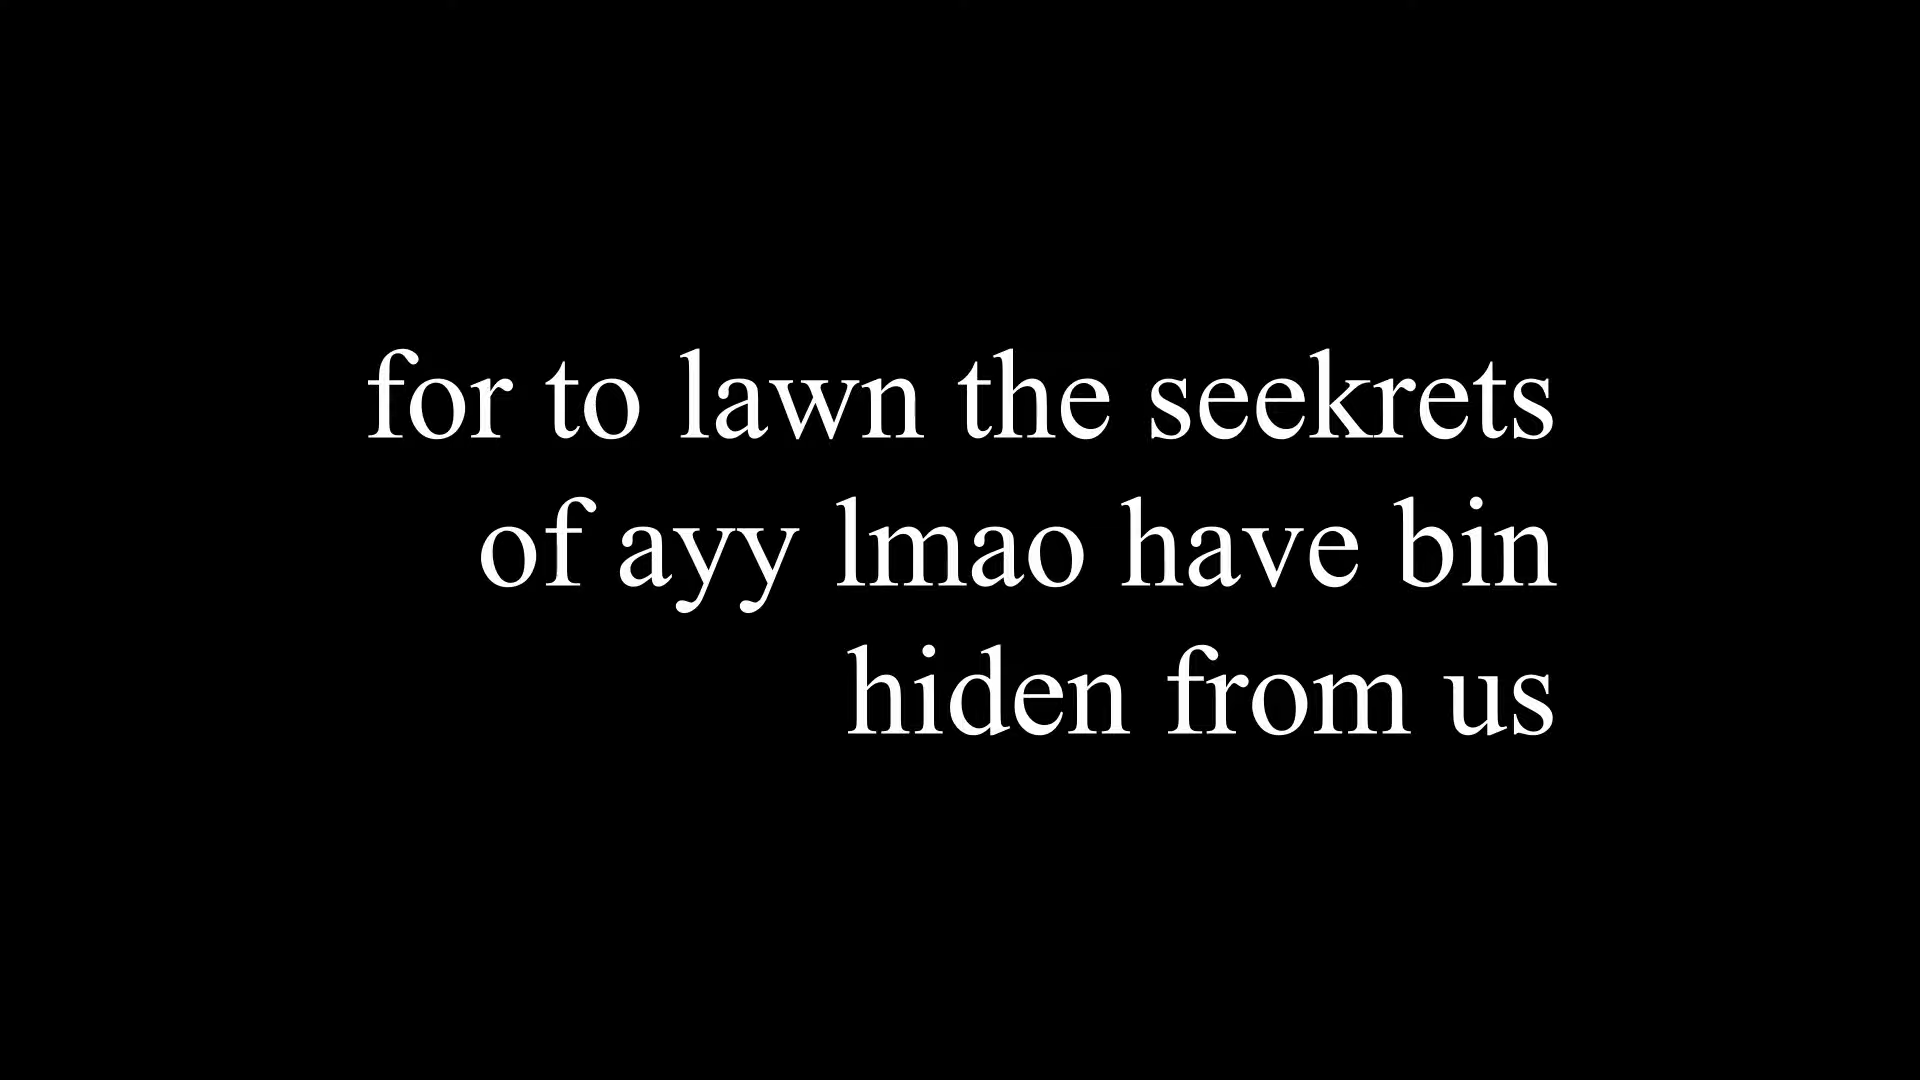 for to lawn the seekrets
of ayy lmao have bin
hiden from us